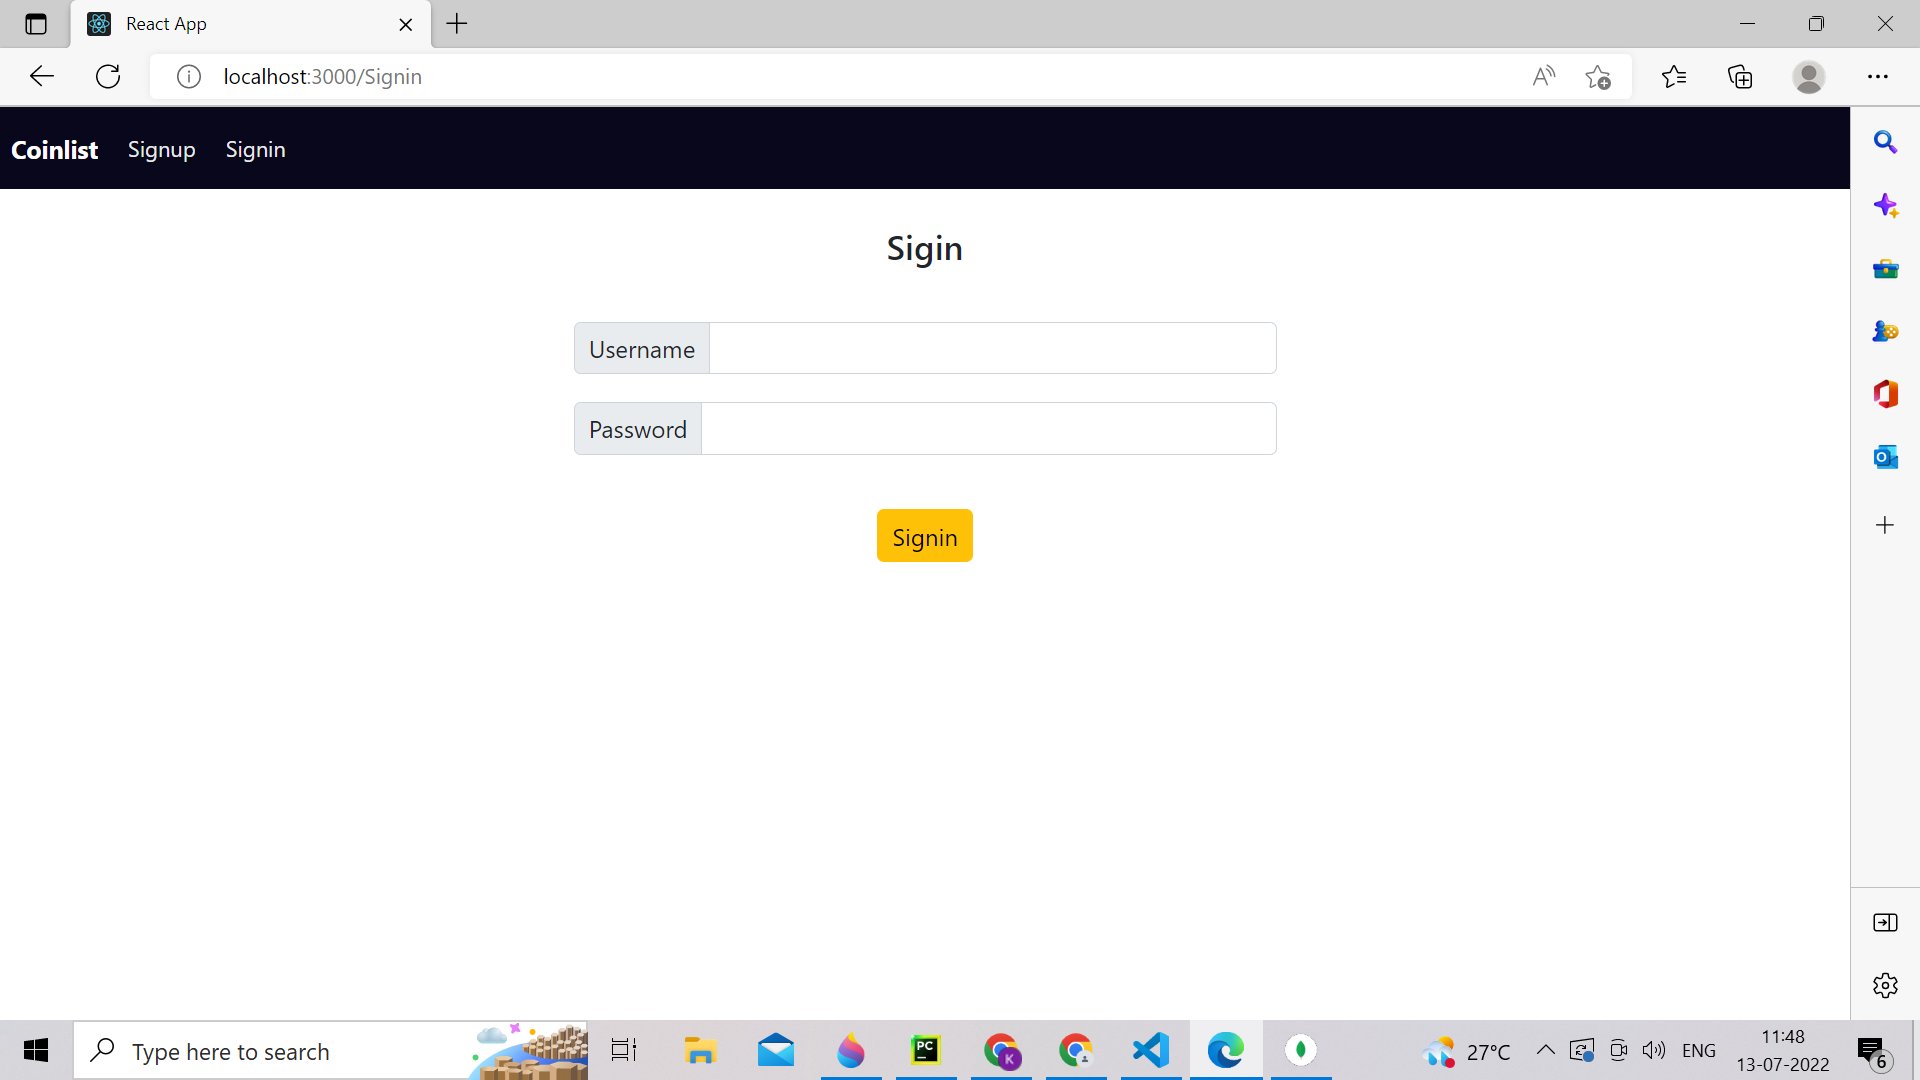 React App
localhost:3000/Signin
Coinlist Signup Signin
Sigin
Username
Password
Signin
Type here to search
PC
K
27°C
ENG
11:48
13-07-2022
6